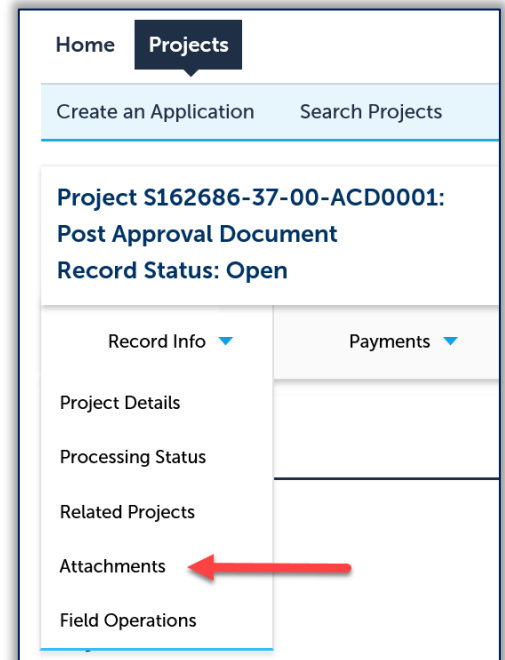 Home Projects
Create an Application Search Projects
Project S162686-37-00-ACD0001:
Post Approval Document
Record Status: Open
Record Info Payments
Project Details
Processing Status
Related Projects
Attachments
Field Operations